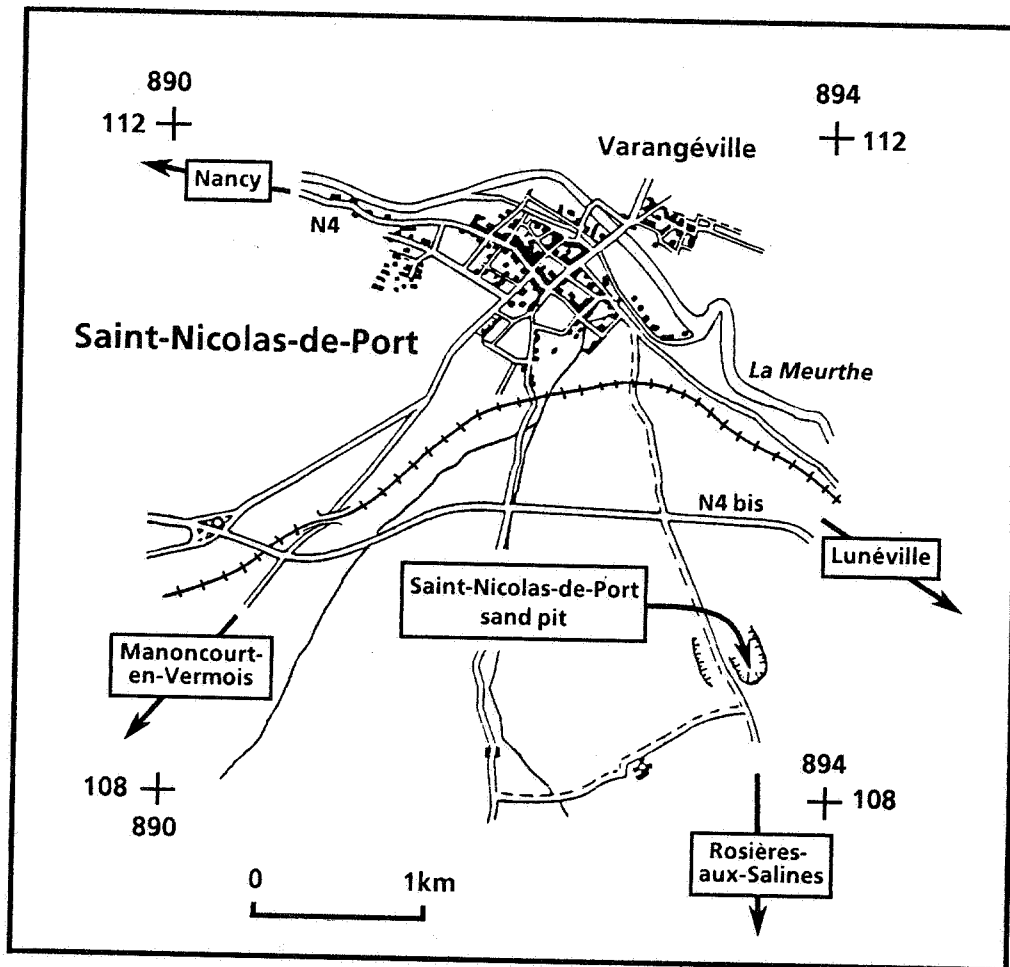 890
894
112
112
Varangéville
Nancy
N4
Saint-Nicolas-de-Port
La Meurthe
N4 bis
Lunéville
Saint-Nicolas-de-Port
sand pit
Manoncourt-
en-Vermois
108
890
894
108
Rosières-
aux-Salines
0 1km